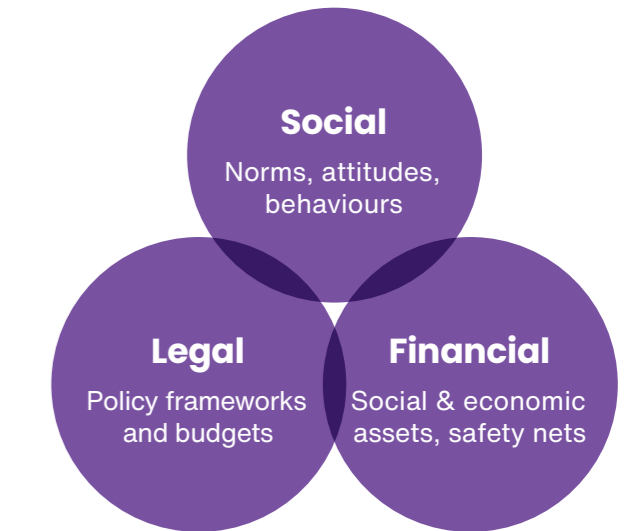 Social
Norms, attitudes,
behaviours
Legal
Policy frameworks
and budgets
Financial
Social & economic
assets, safety nets